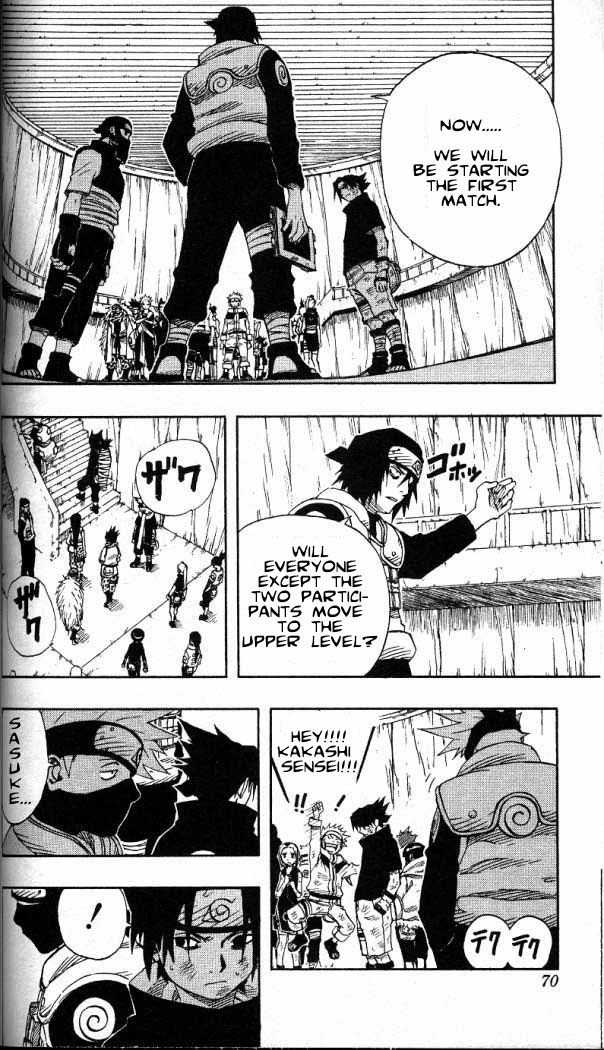 NOW.....
WE WILL
BE STARTING
THE FIRST
MATCH.
ゴホッ
WILL
EVERYONE
EXCEPT THE
TWO PARTICI-
PANTS MOVE
TO THE
UPPER LEVEL?
ザワ
ザワ
HEY!!!!
KAKASHI
SENSEI!!!
!!
!
テク
テク
SASUKE...
!
70